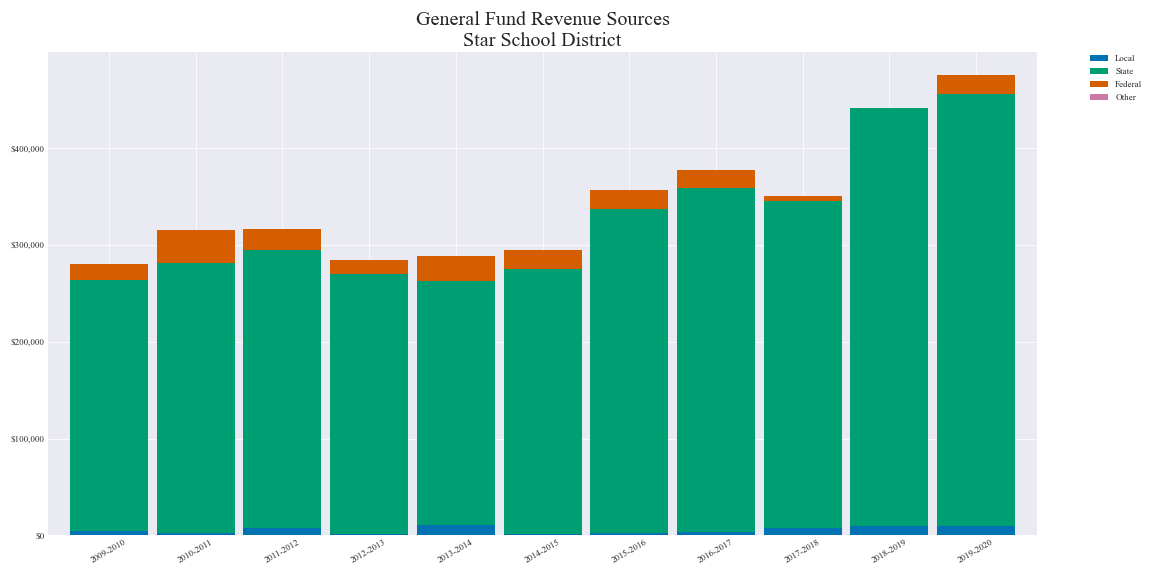 General Fund Revenue Sources
Star School District
Local
State
Federal
Other
$400,000
$300,000
$200,000
$100,000
$0
2009-2010
2010-2011
2011-2012
2012-2013
2013-2014
2014-2015
2015-2016
2016-2017
2017-2018
2018-2019
2019-2020